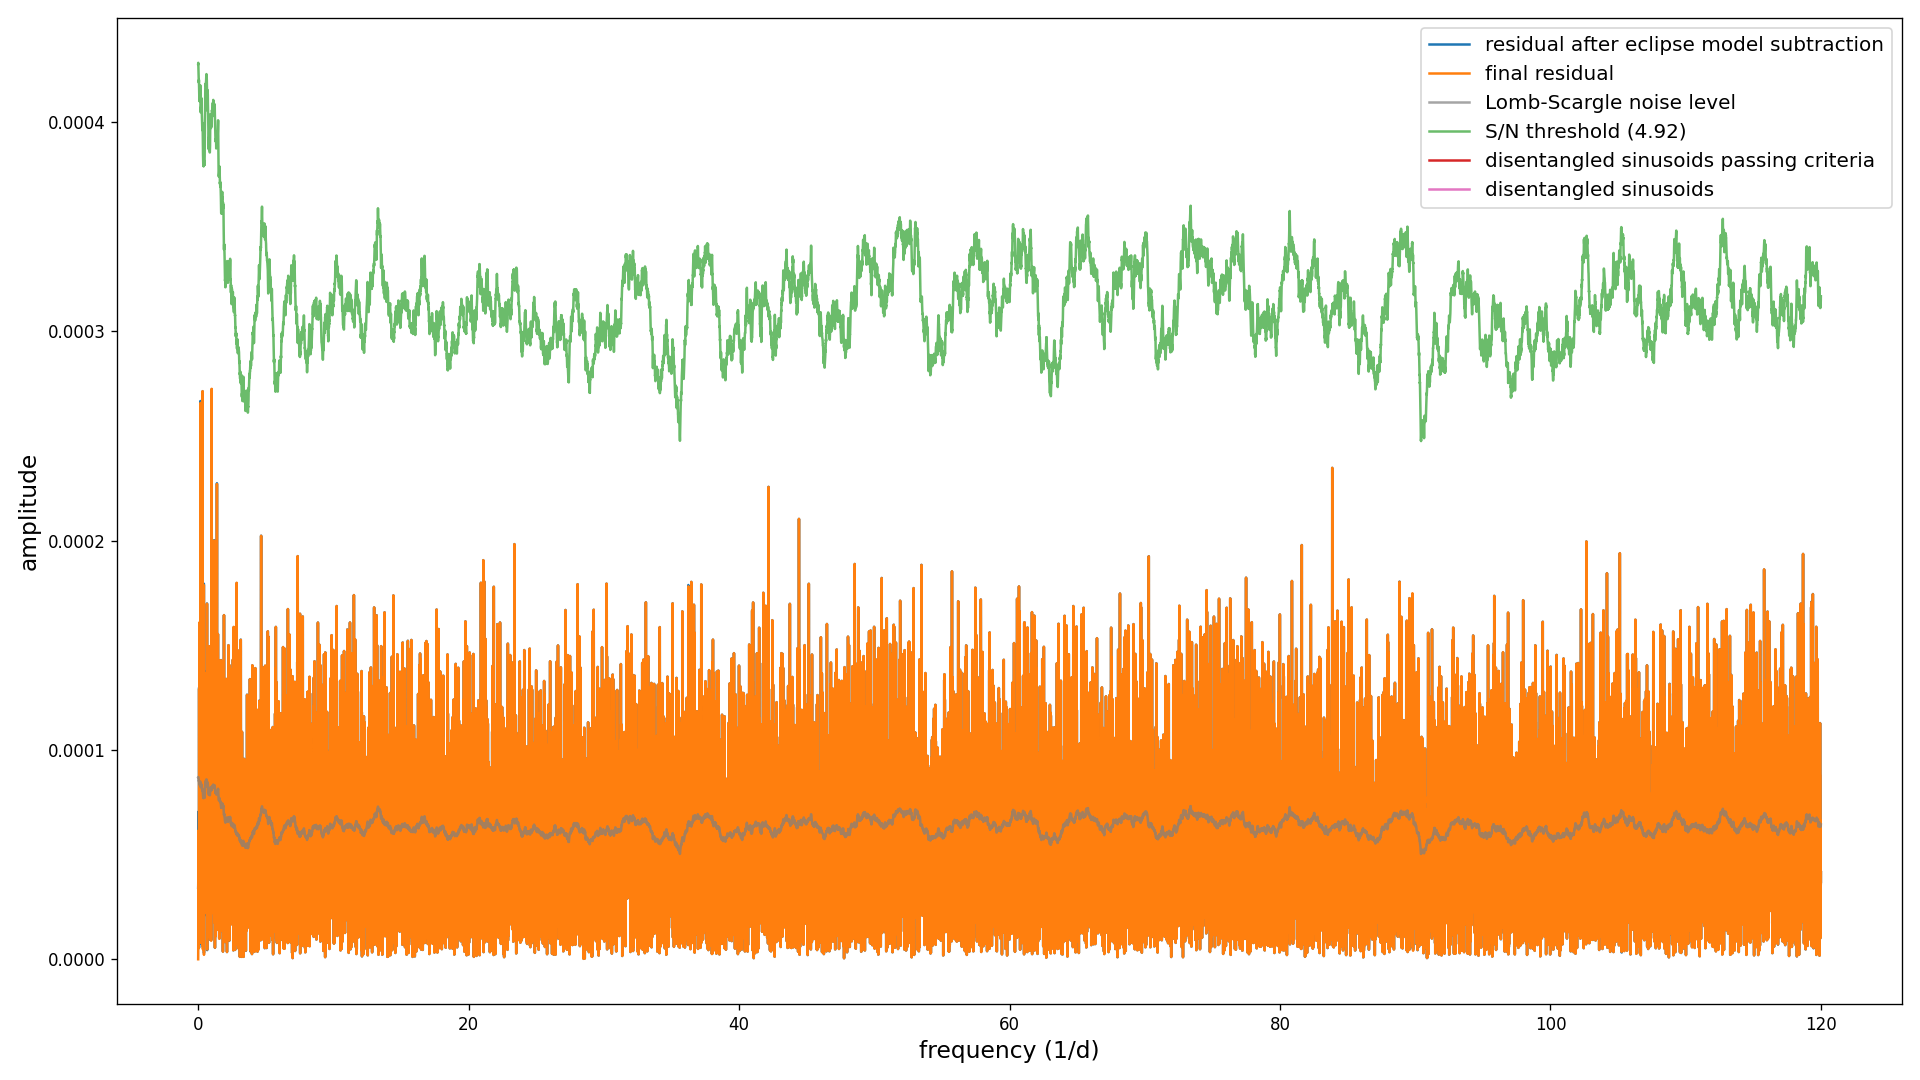 residual after eclipse model subtraction
final residual
Lomb-Scargle noise level
S/N threshold (4.92)
disentangled sinusoids passing criteria
disentangled sinusoids
0.0004
0.0003
0.0002
0.0001
0.0000
amplitude
0 20 40 60 80 100 120
frequency (1/d)